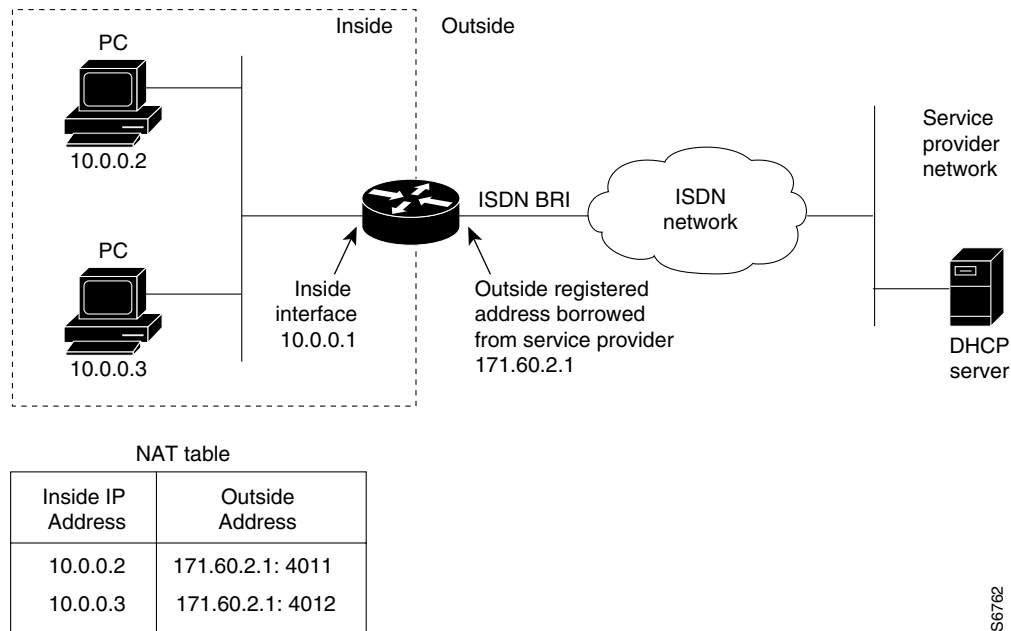 Inside
Outside
PC
10.0.0.2
PC
10.0.0.3
Inside
interface
10.0.0.1
ISDN BRI
Outside registered
address borrowed
from service provider
171.60.2.1
ISDN
network
Service
provider
network
DHCP
server
NAT table
Inside IP
Address
Outside
Address
10.0.0.2
171.60.2.1: 4011
10.0.0.3
171.60.2.1: 4012
S6762